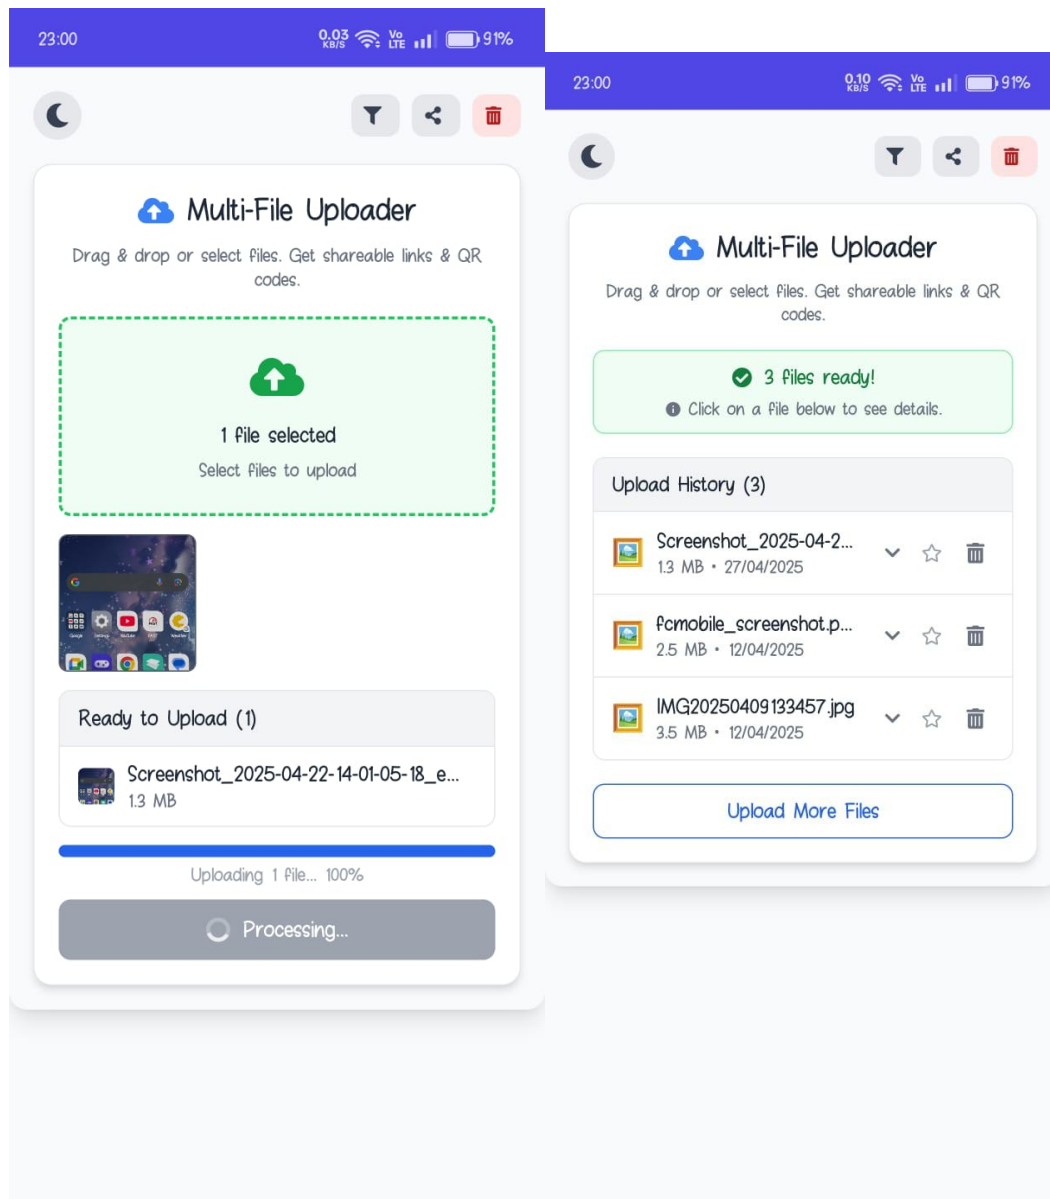 23:00
0.03 KB/S Vo LTE 91%
Multi-File Uploader
Drag & drop or select files. Get shareable links & QR
codes.
1 file selected
Select files to upload
Ready to Upload (1)
Screenshot_2025-04-22-14-01-05-18_e...
1.3 MB
Uploading 1 file... 100%
Processing...
23:00
0.10 KB/S Vo LTE 91%
Multi-File Uploader
Drag & drop or select files. Get shareable links & QR
codes.
3 files ready!
Click on a file below to see details.
Upload History (3)
Screenshot_2025-04-2...
1.3 MB • 27/04/2025
fcmobile_screenshot.p...
2.5 MB • 12/04/2025
IMG20250409133457.jpg
3.5 MB • 12/04/2025
Upload More Files